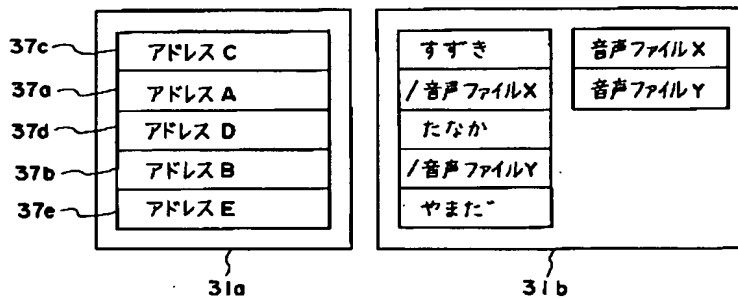 37c アドレス C すずき 音声ファイルX
37a アドレス A /音声ファイルX 音声ファイルY
37d アドレス D たなか
37b アドレス B /音声ファイルY
37e アドレス E やまだ
31a 31b